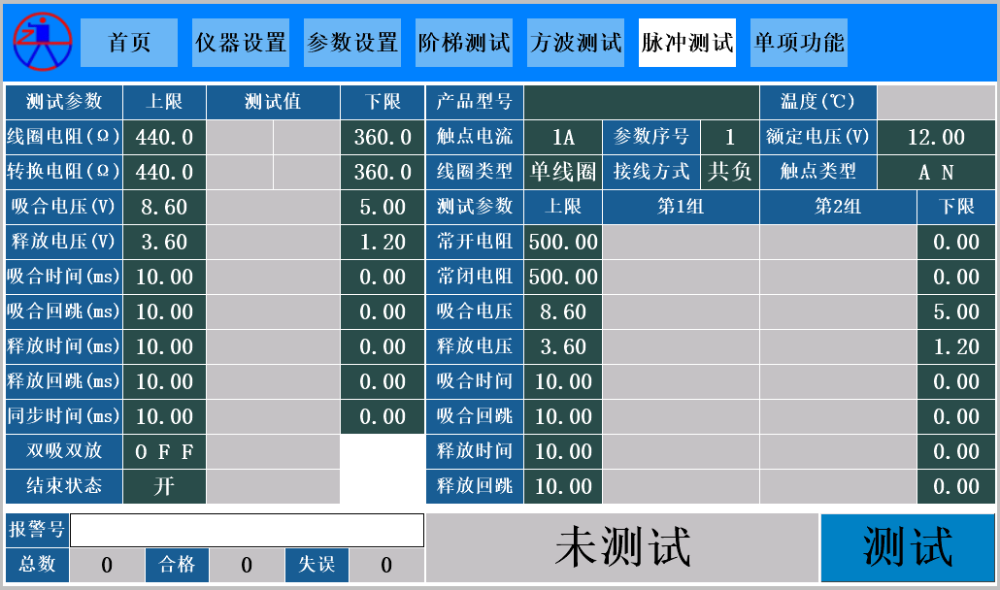 首页 仪器设置 参数设置 阶梯测试 方波测试 脉冲测试 单项功能
测试参数 上限 测试值 下限 产品型号 温度(℃)
线圈电阻(Ω) 440.0 360.0 触点电流 1A 参数序号 1 额定电压(V) 12.00
转换电阻(Ω) 440.0 360.0 线圈类型 单线圈 接线方式 共负 触点类型 A N
吸合电压(V) 8.60 5.00 测试参数 上限 第1组 第2组 下限
释放电压(V) 3.60 1.20 常开电阻 500.00 0.00
吸合时间(ms) 10.00 0.00 常闭电阻 500.00 0.00
吸合回跳(ms) 10.00 0.00 吸合电压 8.60 5.00
释放时间(ms) 10.00 0.00 释放电压 3.60 1.20
释放回跳(ms) 10.00 0.00 吸合时间 10.00 0.00
同步时间(ms) 10.00 0.00 吸合回跳 10.00 0.00
双吸双放 O F F 释放时间 10.00 0.00
结束状态 开 释放回跳 10.00 0.00
报警号 未测试 测试
总数 0 合格 0 失误 0